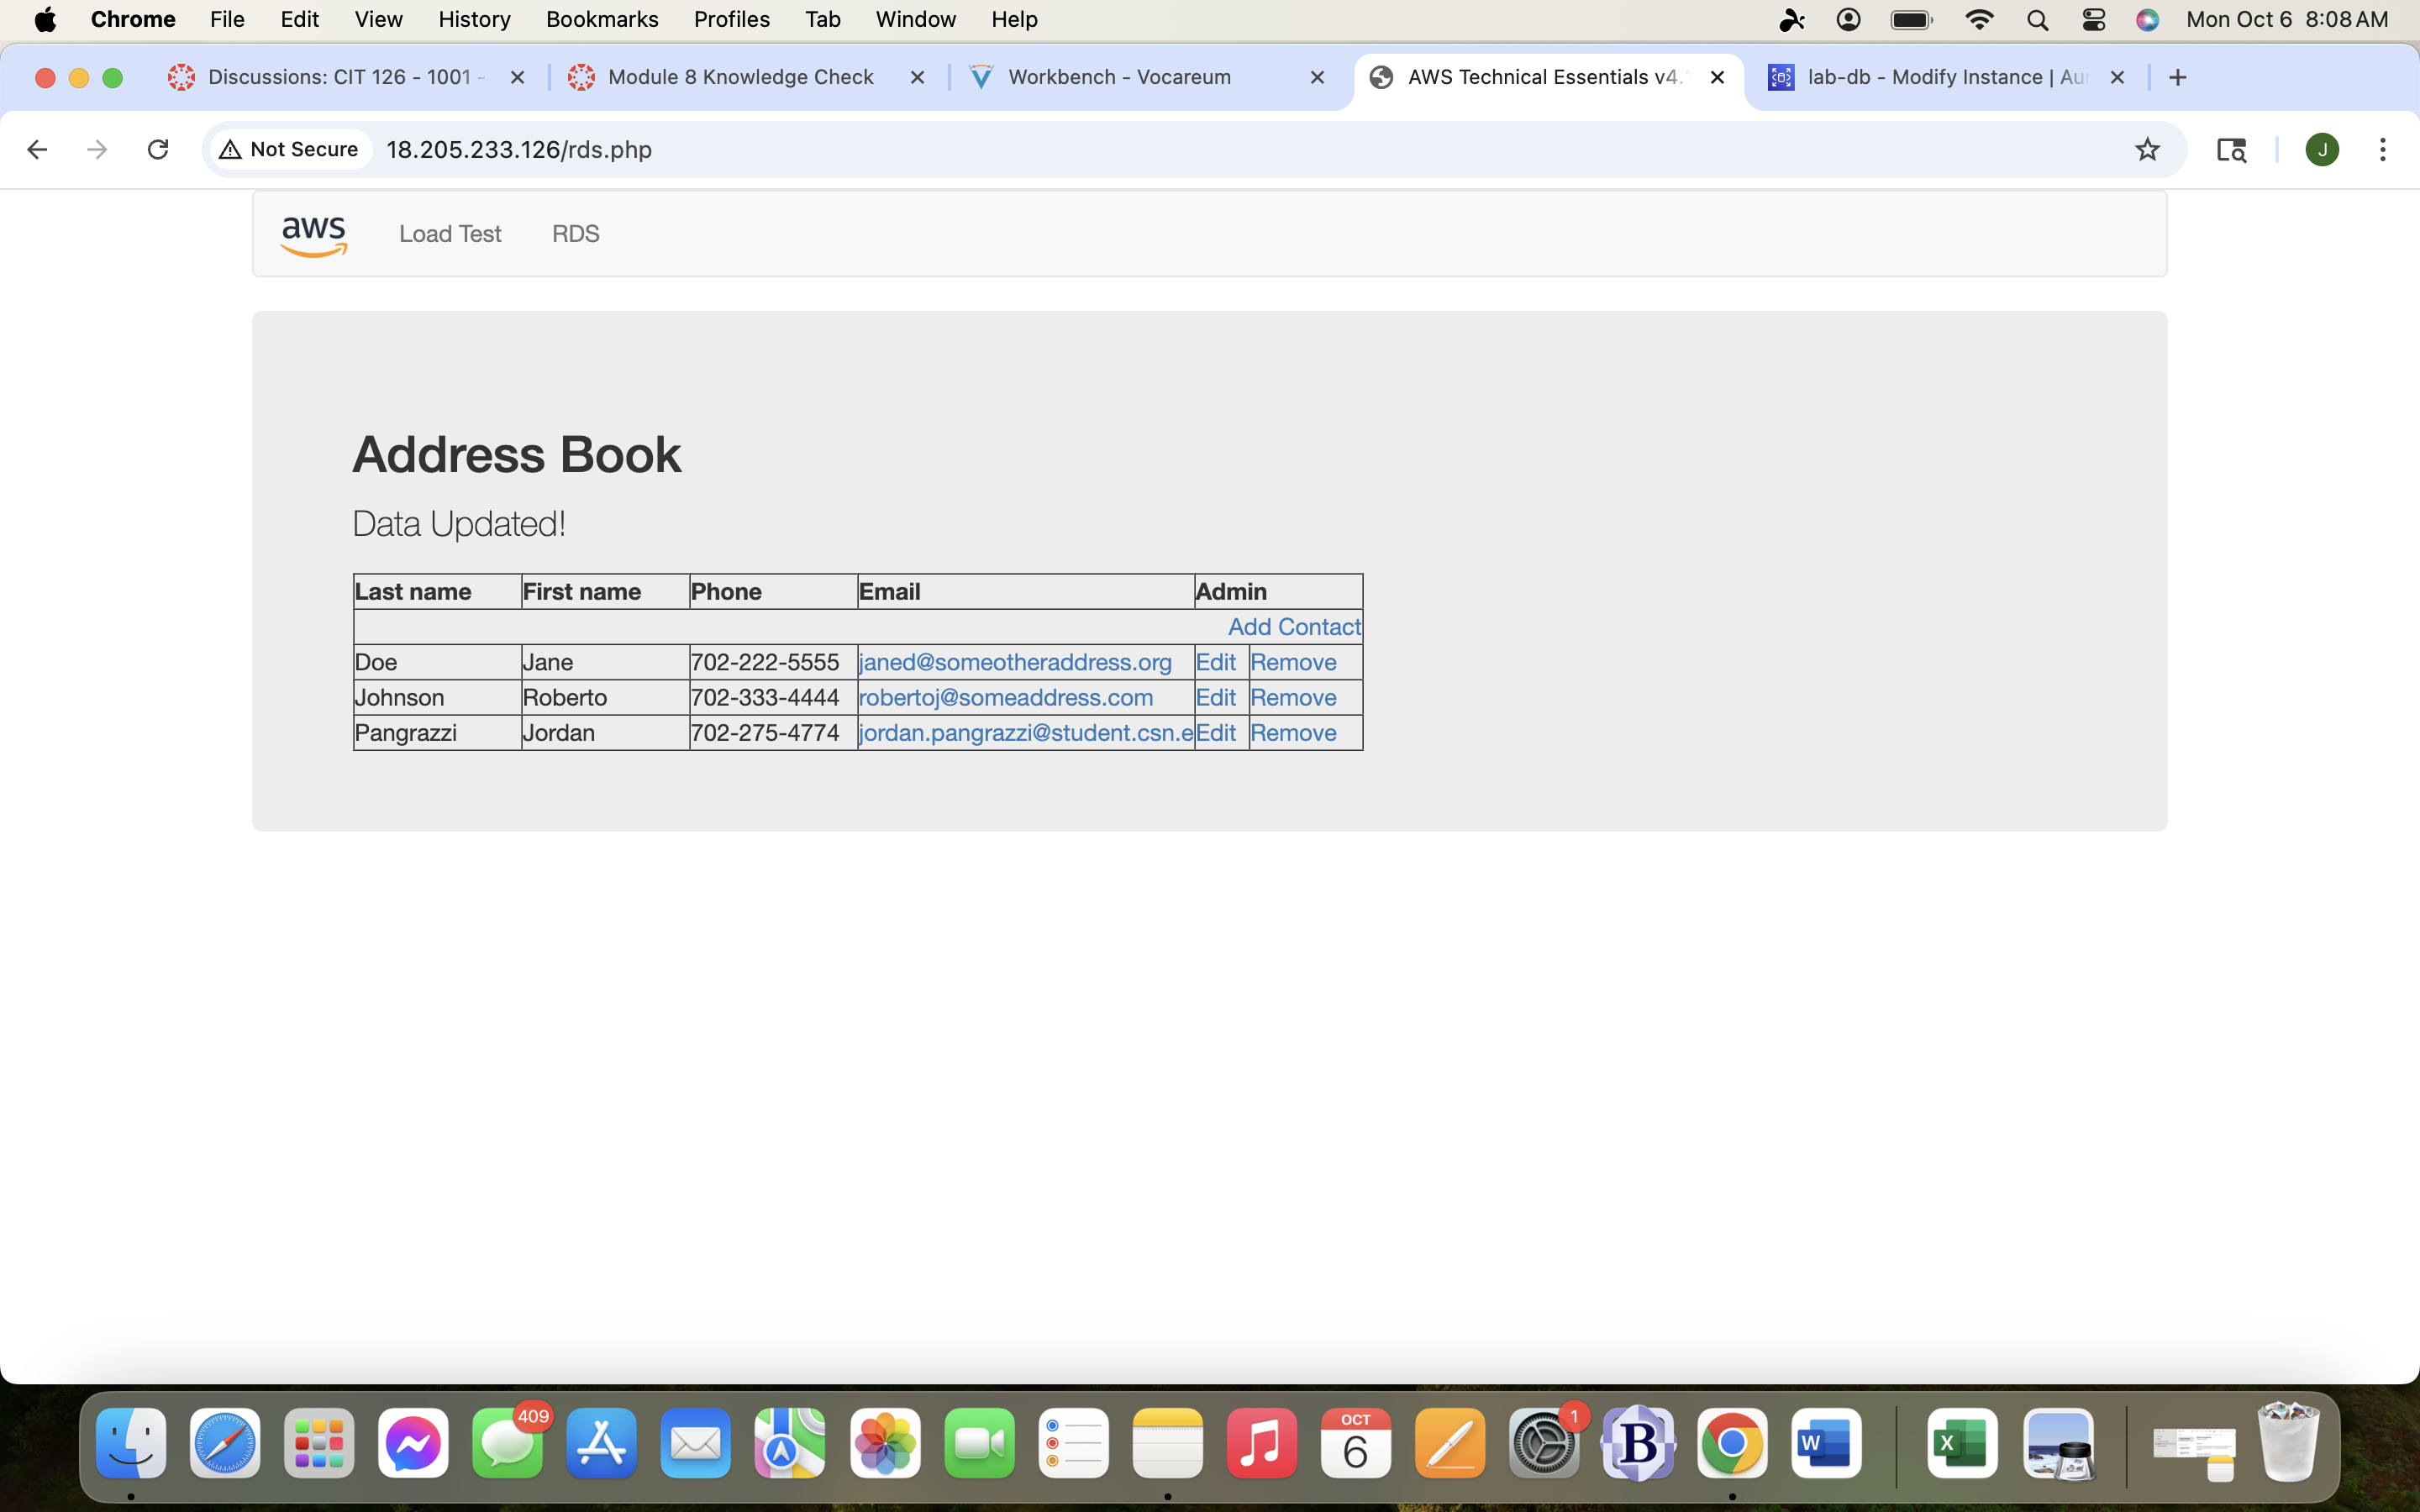 Chrome File Edit View History Bookmarks Profiles Tab Window Help Mon Oct 6 8:08 AM
Discussions: CIT 126 - 1001 - Module 8 Knowledge Check Workbench - Vocareum AWS Technical Essentials v4. lab-db - Modify Instance | Au
Not Secure 18.205.233.126/rds.php J
aws Load Test RDS
Address Book
Data Updated!
Last name First name Phone Email Admin
Add Contact
Doe Jane 702-222-5555 janed@someotheraddress.org Edit Remove
Johnson Roberto 702-333-4444 robertoj@someaddress.com Edit Remove
Pangrazzi Jordan 702-275-4774 jordan.pangrazzi@student.csn.e Edit Remove
409 OCT 6 1 B W X